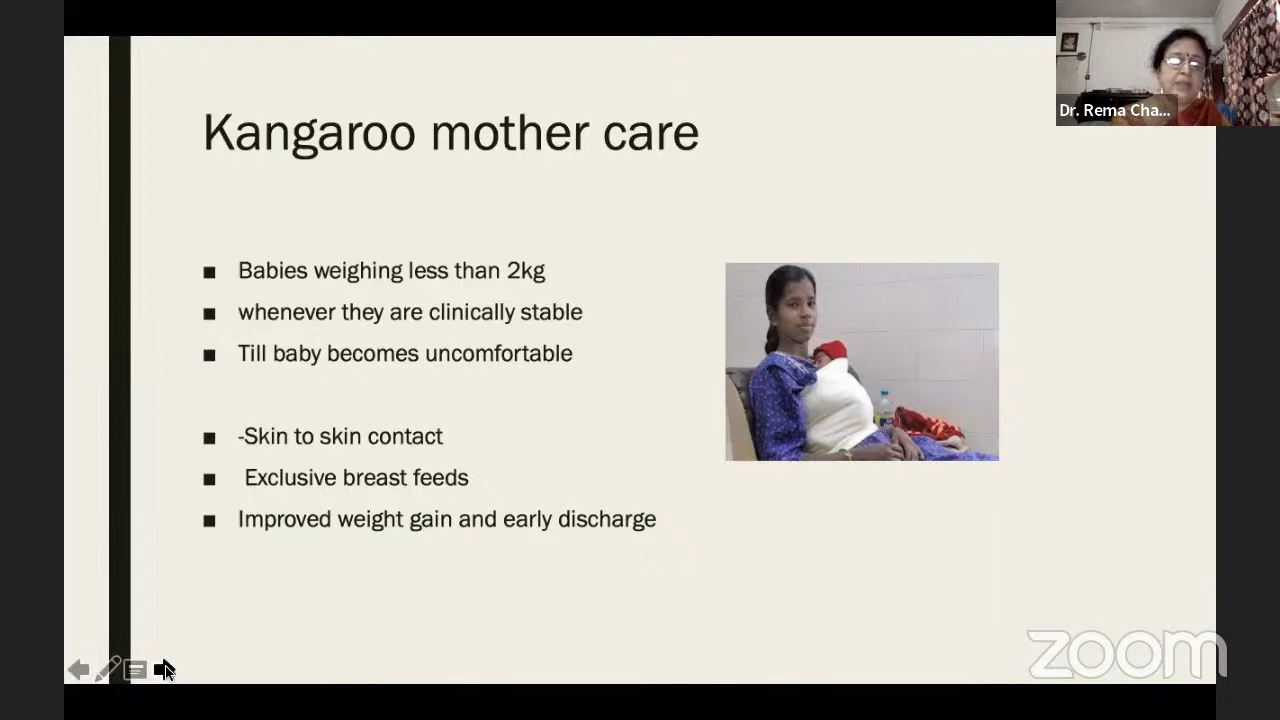 Kangaroo mother care
Dr. Rema Cha...
■ Babies weighing less than 2kg
■ whenever they are clinically stable
■ Till baby becomes uncomfortable
■ -Skin to skin contact
■ Exclusive breast feeds
■ Improved weight gain and early discharge
zoom